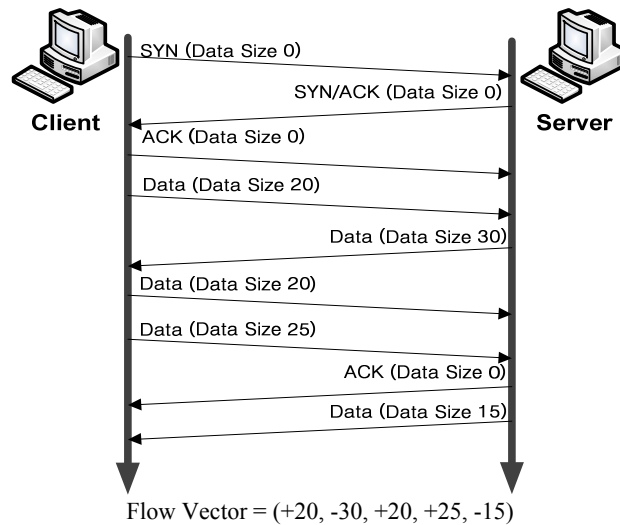 SYN (Data Size 0)
SYN/ACK (Data Size 0)
Client
Server
ACK (Data Size 0)
Data (Data Size 20)
Data (Data Size 30)
Data (Data Size 20)
Data (Data Size 25)
ACK (Data Size 0)
Data (Data Size 15)
Flow Vector = (+20, -30, +20, +25, -15)